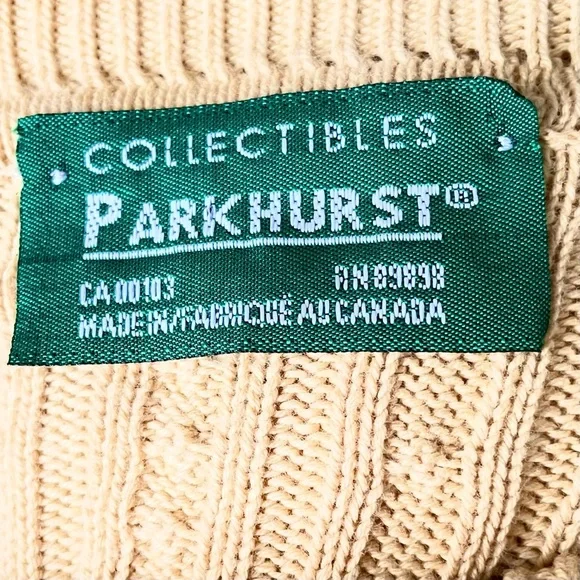 COLLECTIBLES
PARKHURST®
CA 00103 RN 89898
MADE IN/FABRIQUÉ AU CANADA